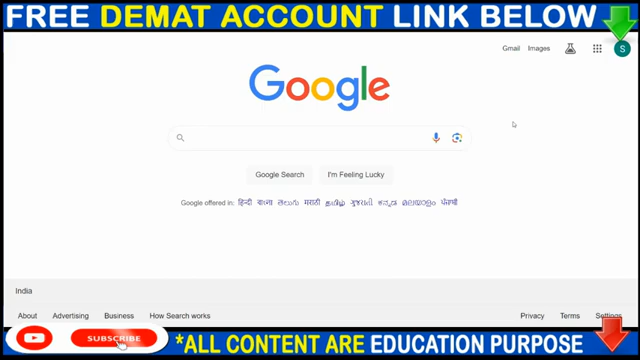 FREE DEMAT ACCOUNT LINK BELOW
Gmail Images
S
Google
Google Search I'm Feeling Lucky
Google offered in: हिन्दी বাংলা తెలుగు मराठी தமிழ் ગુજરાતી ಕನ್ನಡ മലയാളം ਪੰਜਾਬੀ
India
About Advertising Business How Search works Privacy Terms Settings
SUBSCRIBE
*ALL CONTENT ARE EDUCATION PURPOSE